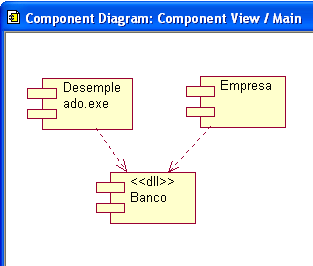 Component Diagram: Component View / Main
Desemple
ado.exe
Empresa
<<dll>>
Banco